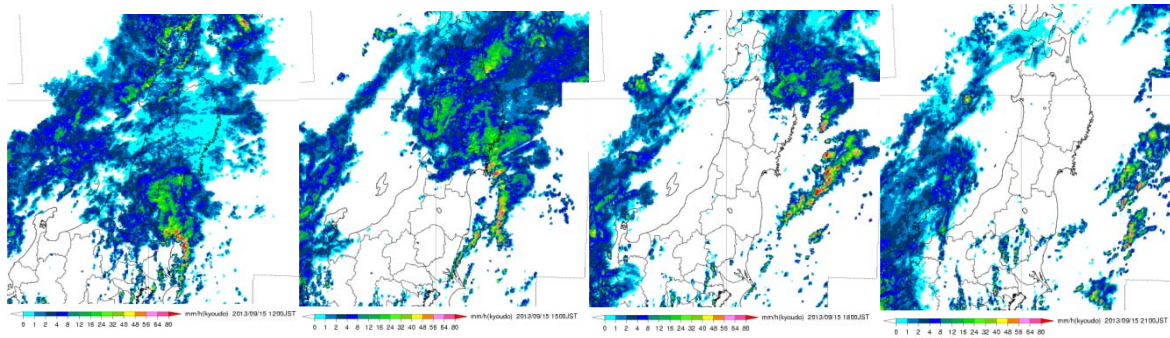 mm/h(kyoudo) 2013/09/15 1200JST
0 1 2 4 8 12 16 24 32 40 48 56 64 80
mm/h(kyoudo) 2013/09/15 1500JST
0 1 2 4 8 12 16 24 32 40 48 56 64 80
mm/h(kyoudo) 2013/09/15 1800JST
0 1 2 4 8 12 16 24 32 40 48 56 64 80
mm/h(kyoudo) 2013/09/15 2100JST
0 1 2 4 8 12 16 24 32 40 48 56 64 80